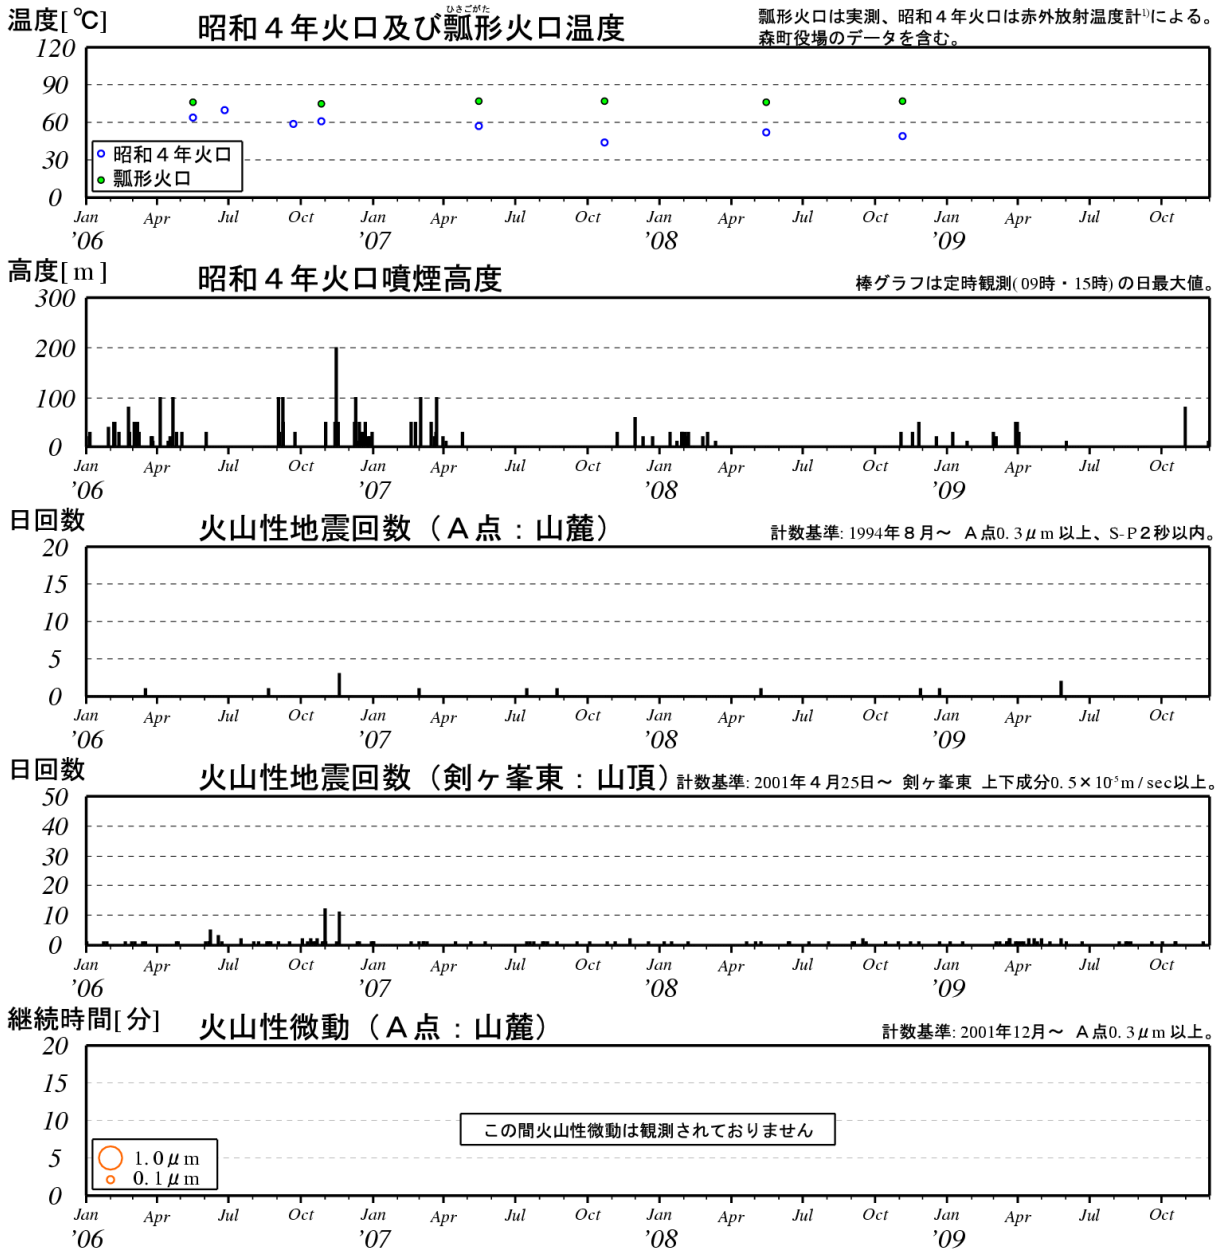 温度[℃]
昭和４年火口及び瓢形火口温度
ひさごがた
瓢形火口は実測、昭和４年火口は赤外放射温度計1)による。
森町役場のデータを含む。
120
90
60
30
0
昭和４年火口
瓢形火口
Jan Apr Jul Oct Jan Apr Jul Oct Jan Apr Jul Oct Jan Apr Jul Oct
’06 ’07 ’08 ’09
高度[m]
昭和４年火口噴煙高度
棒グラフは定時観測(09時・15時)の日最大値。
300
200
100
0
Jan Apr Jul Oct Jan Apr Jul Oct Jan Apr Jul Oct Jan Apr Jul Oct
’06 ’07 ’08 ’09
日回数
火山性地震回数（Ａ点：山麓）
計数基準: 1994年８月～ Ａ点0.3μm以上、S-P２秒以内。
20
15
10
5
0
Jan Apr Jul Oct Jan Apr Jul Oct Jan Apr Jul Oct Jan Apr Jul Oct
’06 ’07 ’08 ’09
日回数
火山性地震回数（剣ヶ峯東：山頂）
計数基準: 2001年４月25日～ 剣ヶ峯東 上下成分0.5×10-5m/sec以上。
50
40
30
20
10
0
Jan Apr Jul Oct Jan Apr Jul Oct Jan Apr Jul Oct Jan Apr Jul Oct
’06 ’07 ’08 ’09
継続時間[分]
火山性微動（Ａ点：山麓）
計数基準: 2001年12月～ Ａ点0.3μm以上。
20
15
10
5
0
この間火山性微動は観測されておりません
1.0μm
0.1μm
Jan Apr Jul Oct Jan Apr Jul Oct Jan Apr Jul Oct Jan Apr Jul Oct
’06 ’07 ’08 ’09